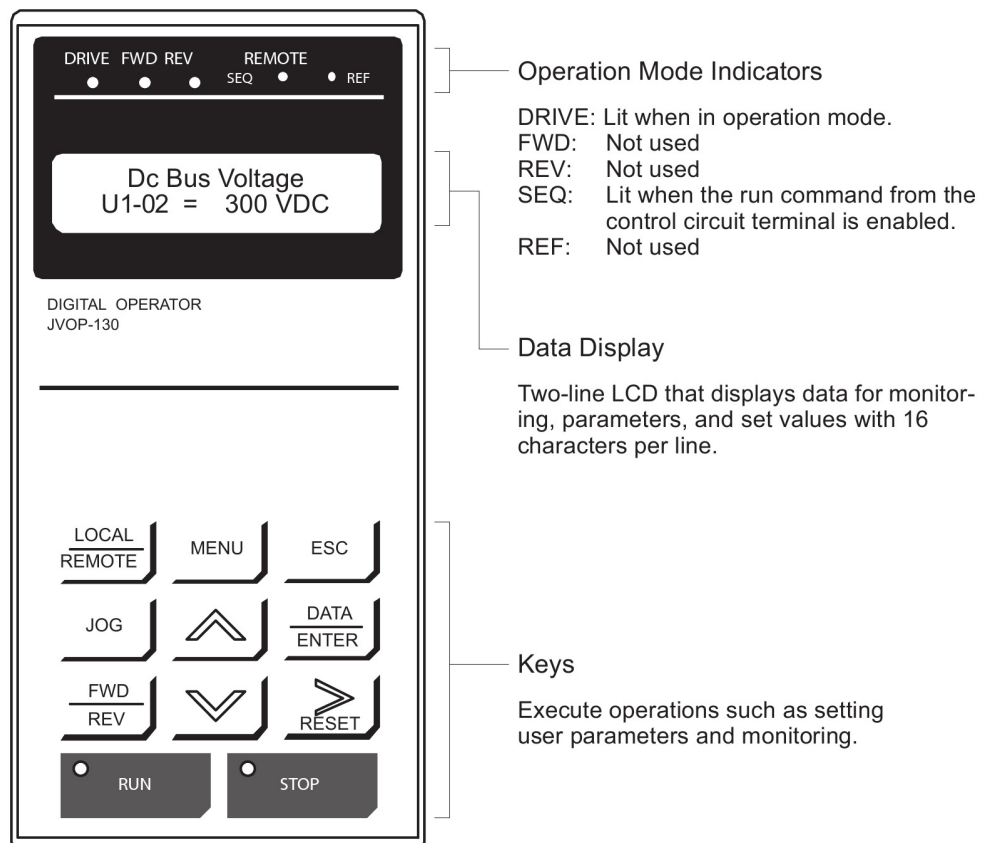 DRIVE FWD REV REMOTE
SEQ REF
Dc Bus Voltage
U1-02 = 300 VDC
DIGITAL OPERATOR
JVOP-130
LOCAL
REMOTE
MENU
ESC
JOG
DATA
ENTER
FWD
REV
RESET
RUN
STOP
Operation Mode Indicators
DRIVE: Lit when in operation mode.
FWD: Not used
REV: Not used
SEQ: Lit when the run command from the
control circuit terminal is enabled.
REF: Not used
Data Display
Two-line LCD that displays data for monitor-
ing, parameters, and set values with 16
characters per line.
Keys
Execute operations such as setting
user parameters and monitoring.